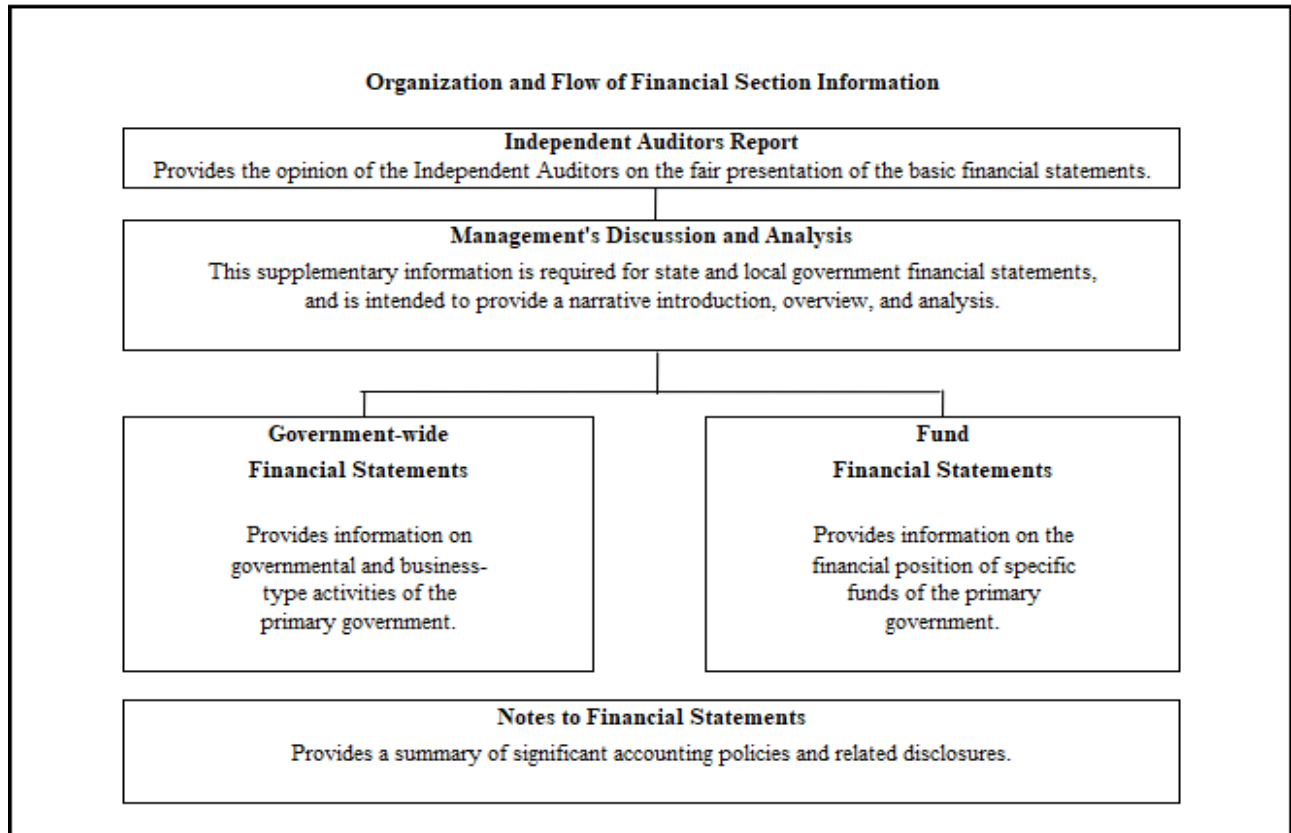 Organization and Flow of Financial Section Information
Independent Auditors Report
Provides the opinion of the Independent Auditors on the fair presentation of the basic financial statements.
Management's Discussion and Analysis
This supplementary information is required for state and local government financial statements,
and is intended to provide a narrative introduction, overview, and analysis.
Government-wide
Financial Statements
Provides information on
governmental and business-
type activities of the
primary government.
Fund
Financial Statements
Provides information on the
financial position of specific
funds of the primary
government.
Notes to Financial Statements
Provides a summary of significant accounting policies and related disclosures.